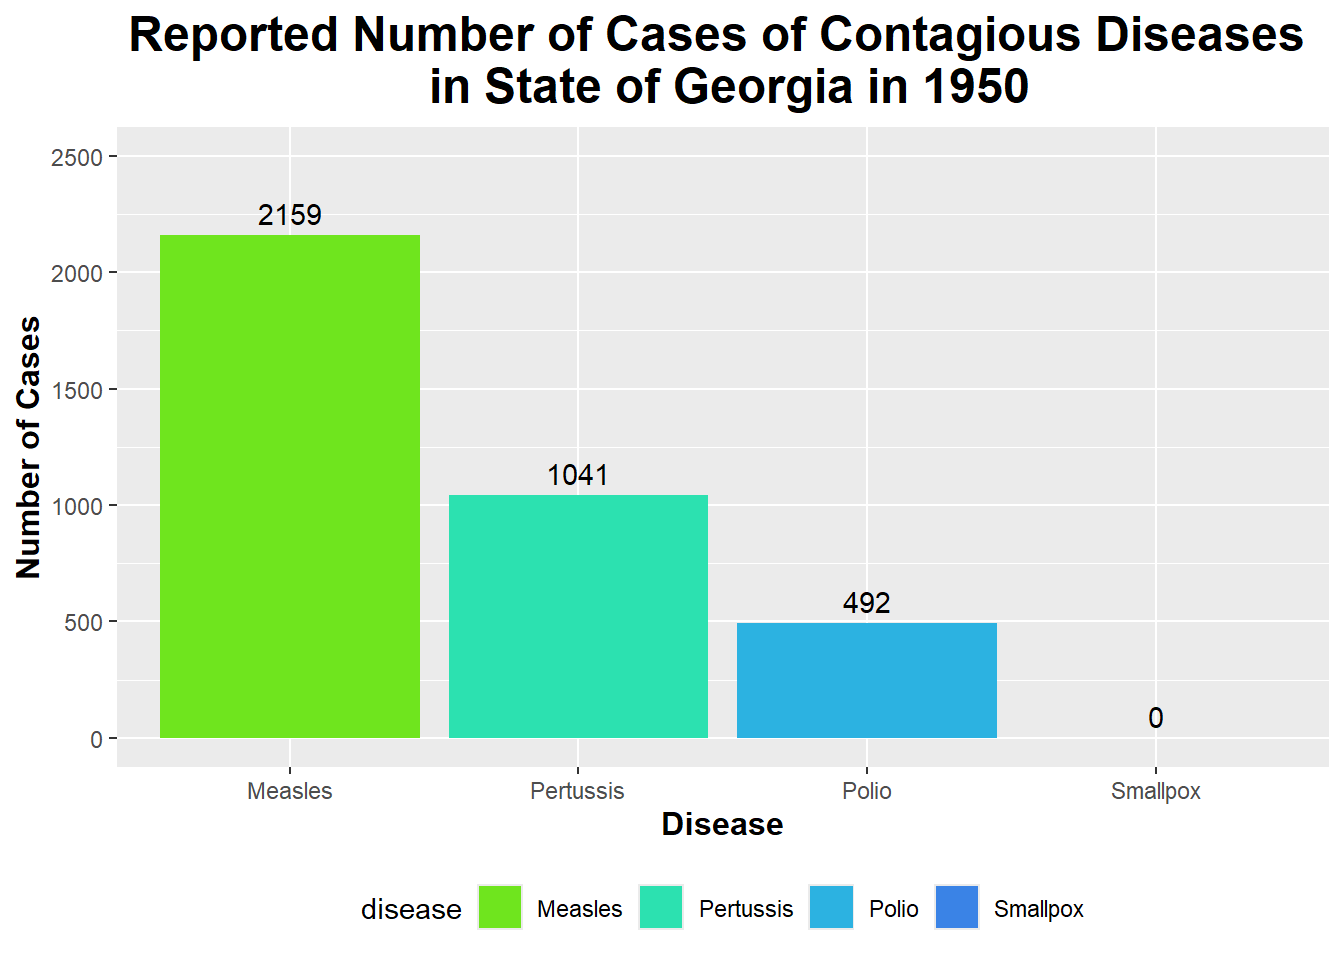 Reported Number of Cases of Contagious Diseases
in State of Georgia in 1950
Number of Cases
2500
2000
1500
1000
500
0
2159
1041
492
0
Measles
Pertussis
Polio
Smallpox
Disease
disease
Measles
Pertussis
Polio
Smallpox